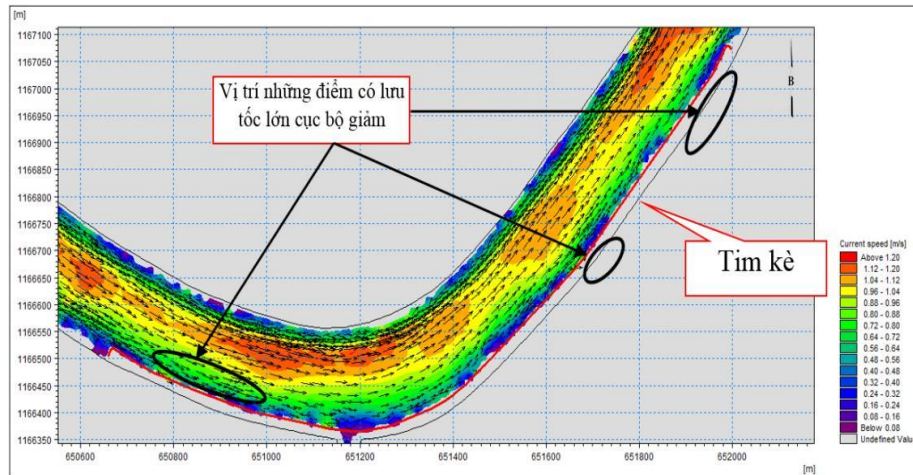 [m]
1167100
1167050
1167000
1166950
1166900
1166850
1166800
1166750
1166700
1166650
1166600
1166550
1166500
1166450
1166400
1166350
Vị trí những điểm có lưu
tốc lớn cục bộ giảm
B
Tim kè
Current speed [m/s]
Above 1.20
1.12 - 1.20
1.04 - 1.12
0.96 - 1.04
0.88 - 0.96
0.80 - 0.88
0.72 - 0.80
0.64 - 0.72
0.56 - 0.64
0.48 - 0.56
0.40 - 0.48
0.32 - 0.40
0.24 - 0.32
0.16 - 0.24
0.08 - 0.16
Below 0.08
Undefined Valu
650600
650800
651000
651200
651400
651600
651800
652000
[m]